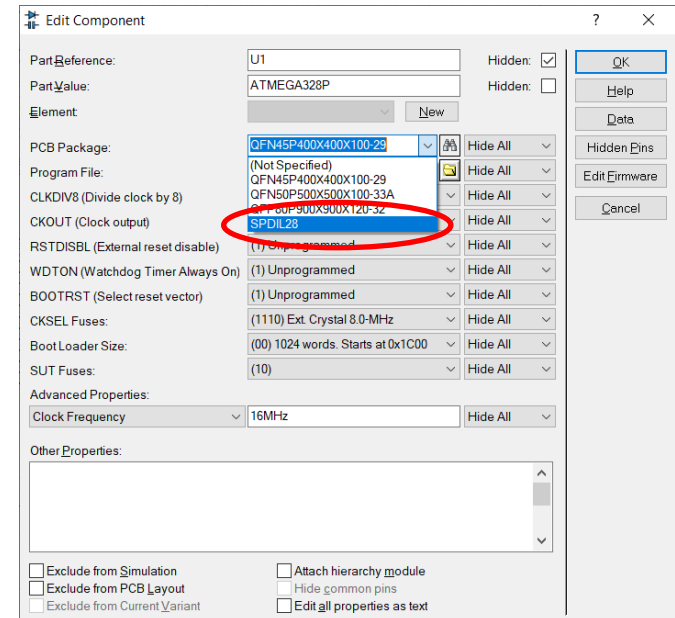 Edit Component ? ×
Part Reference: U1 Hidden: OK
Part Value: ATMEGA328P Hidden: Help
Element: New Data
PCB Package: QFN45P400X400X100-29 Hide All Hidden Pins
(Not Specified)
Program File: Hide All Edit Firmware
QFN45P400X400X100-29
CLKDIV8 (Divide clock by 8) QFN50P500X500X100-33A Hide All Cancel
QFP80P900X900X120-32
CKOUT (Clock output) SPDIL28 Hide All
RSTDISBL (External reset disable) (1) Unprogrammed Hide All
WDTON (Watchdog Timer Always On) (1) Unprogrammed Hide All
BOOTRST (Select reset vector) (1) Unprogrammed Hide All
CKSEL Fuses: (1110) Ext. Crystal 8.0-MHz Hide All
Boot Loader Size: (00) 1024 words. Starts at 0x1C00 Hide All
SUT Fuses: (10) Hide All
Advanced Properties:
Clock Frequency 16MHz Hide All
Other Properties:
Exclude from Simulation Attach hierarchy module
Exclude from PCB Layout Hide common pins
Exclude from Current Variant Edit all properties as text